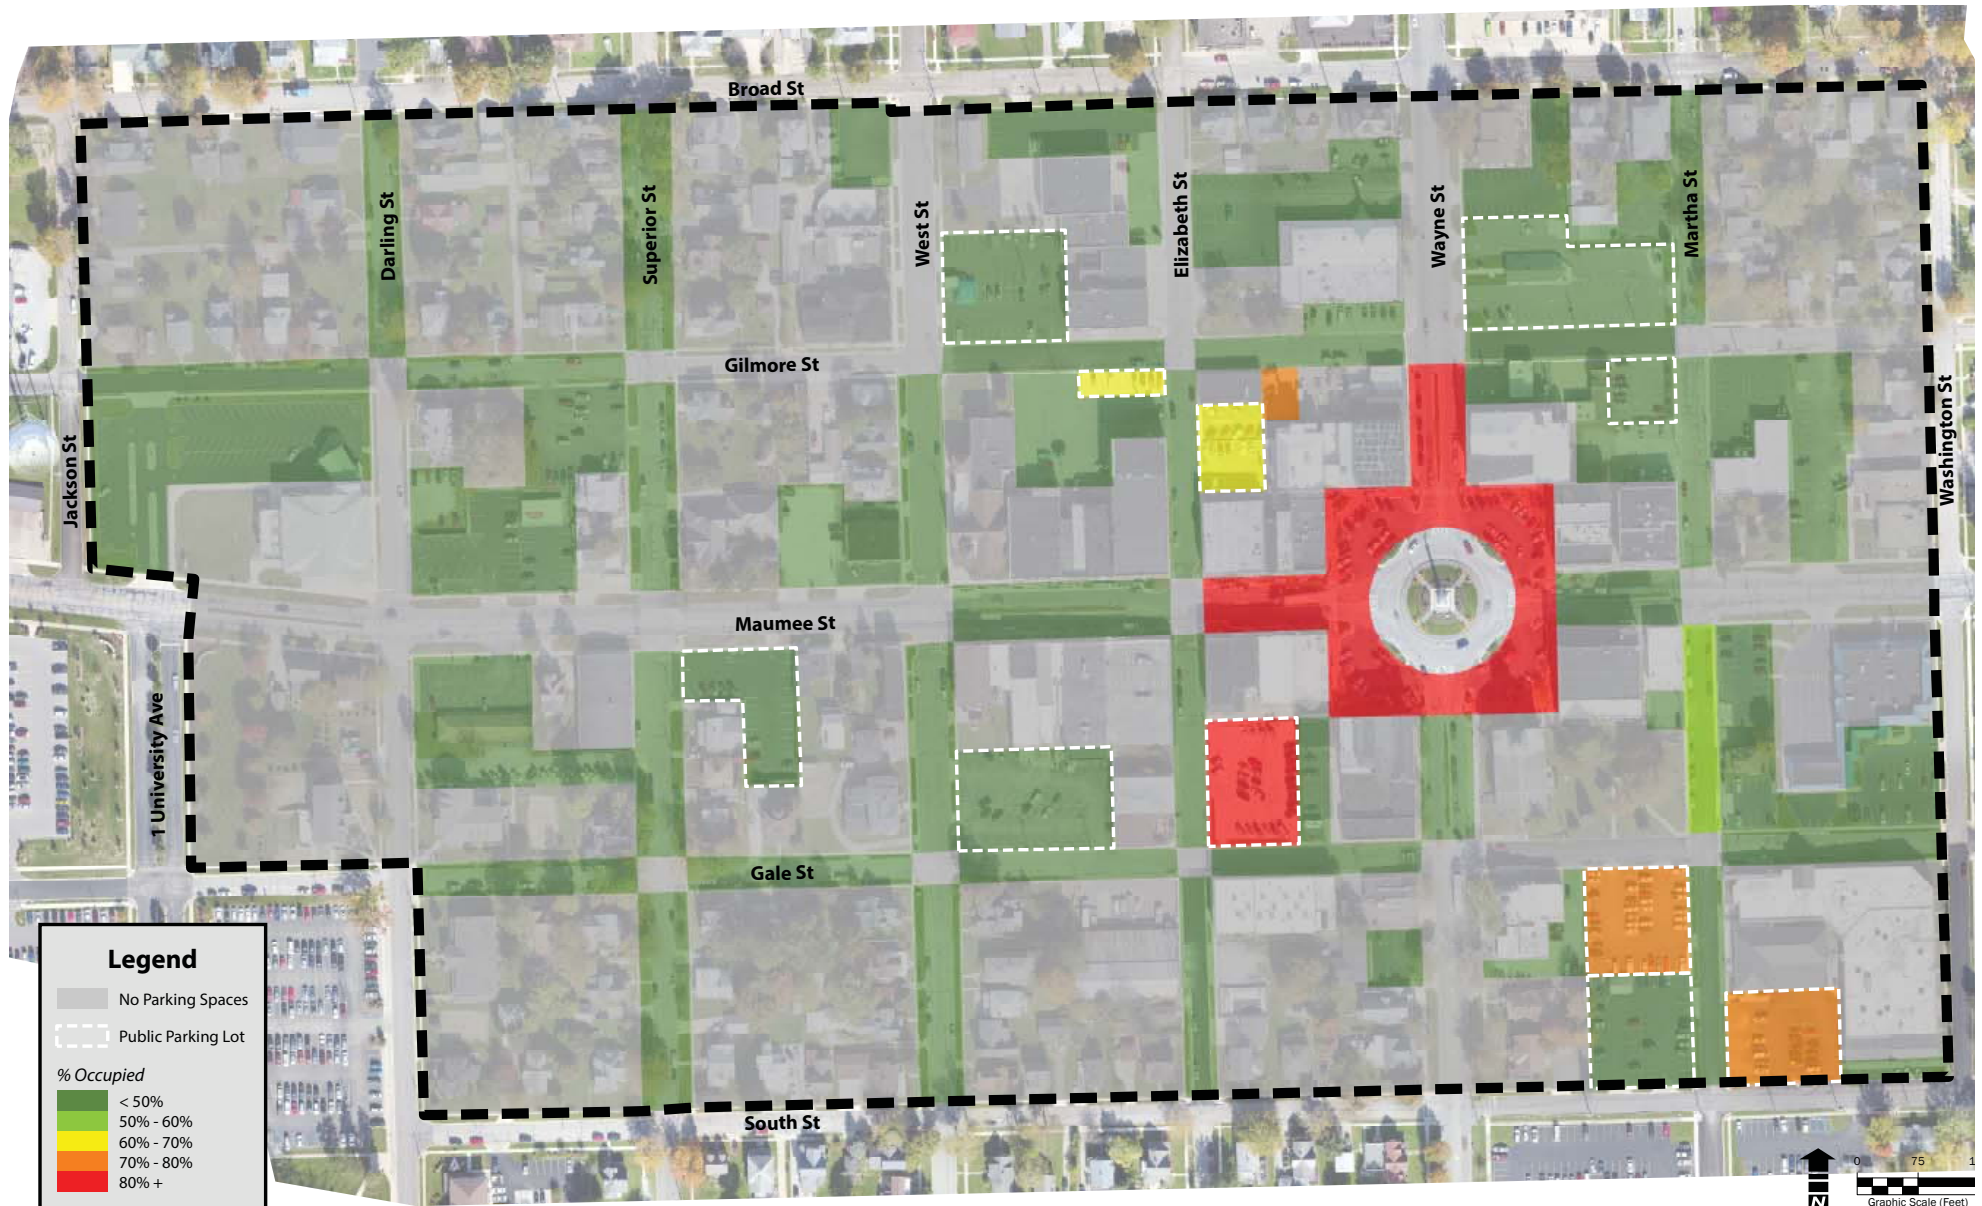 Broad St
Darling St
Superior St
West St
Elizabeth St
Wayne St
Martha St
Gilmore St
Jackson St
Washington St
Maumee St
1 University Ave
Gale St
South St
Legend
No Parking Spaces
Public Parking Lot
% Occupied
< 50%
50% - 60%
60% - 70%
70% - 80%
80% +
N
0 75
Graphic Scale (Feet)